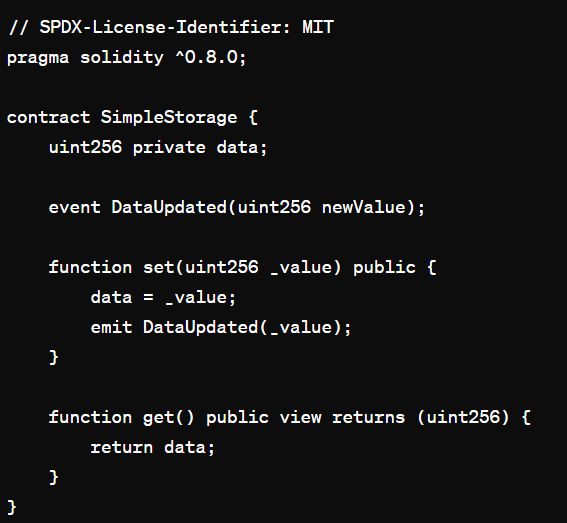 // SPDX-License-Identifier: MIT
pragma solidity ^0.8.0;

contract SimpleStorage {
    uint256 private data;

    event DataUpdated(uint256 newValue);

    function set(uint256 _value) public {
        data = _value;
        emit DataUpdated(_value);
    }

    function get() public view returns (uint256) {
        return data;
    }
}